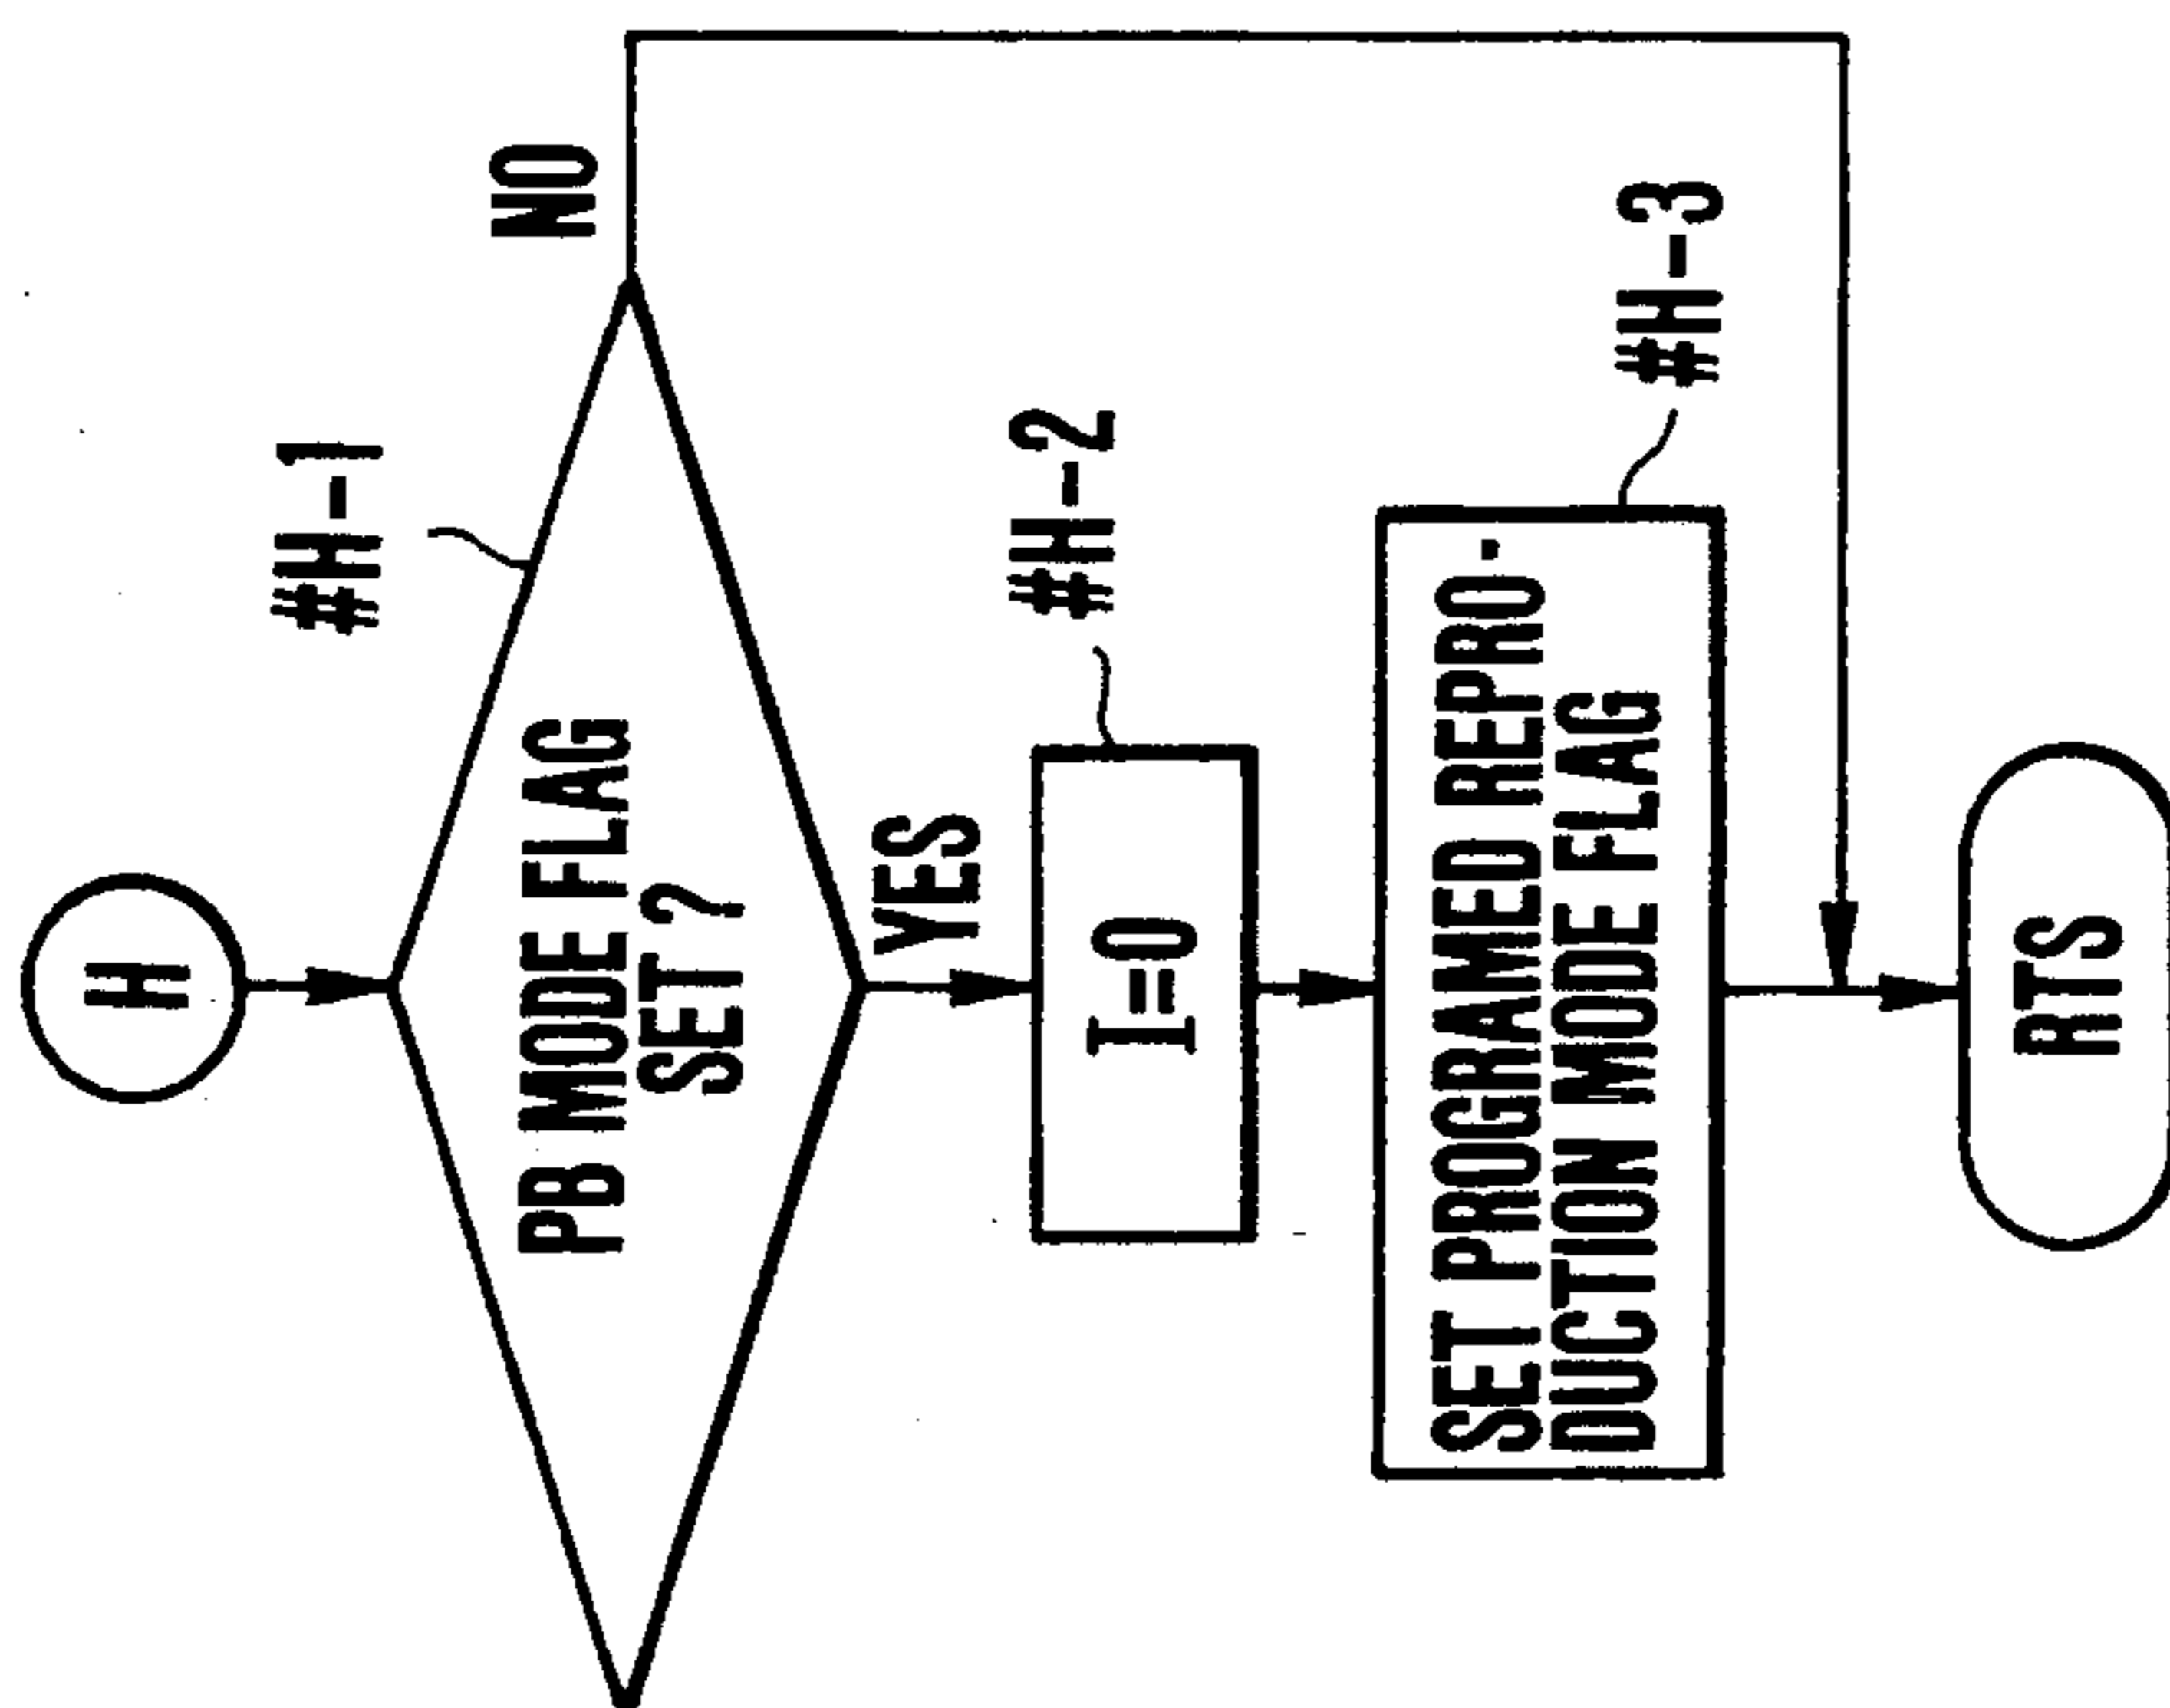 H
#H-1
PB MODE FLAG
SET ?
NO
YES
#H-2
I=0
#H-3
SET PROGRAMED REPRO-
DUCTION MODE FLAG
RTS